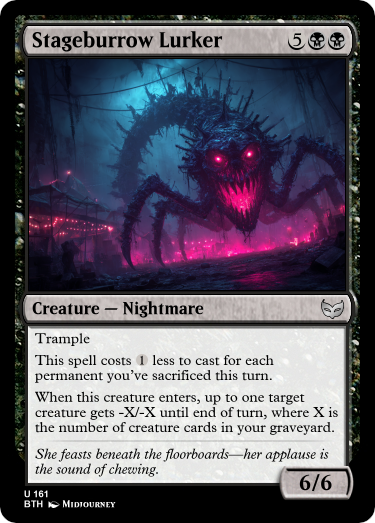 Stageburrow Lurker 5
Creature — Nightmare
Trample
This spell costs 1 less to cast for each
permanent you've sacrificed this turn.
When this creature enters, up to one target
creature gets -X/-X until end of turn, where X is
the number of creature cards in your graveyard.
She feasts beneath the floorboards—her applause is
the sound of chewing.
6/6
U 161
BTH Midjourney